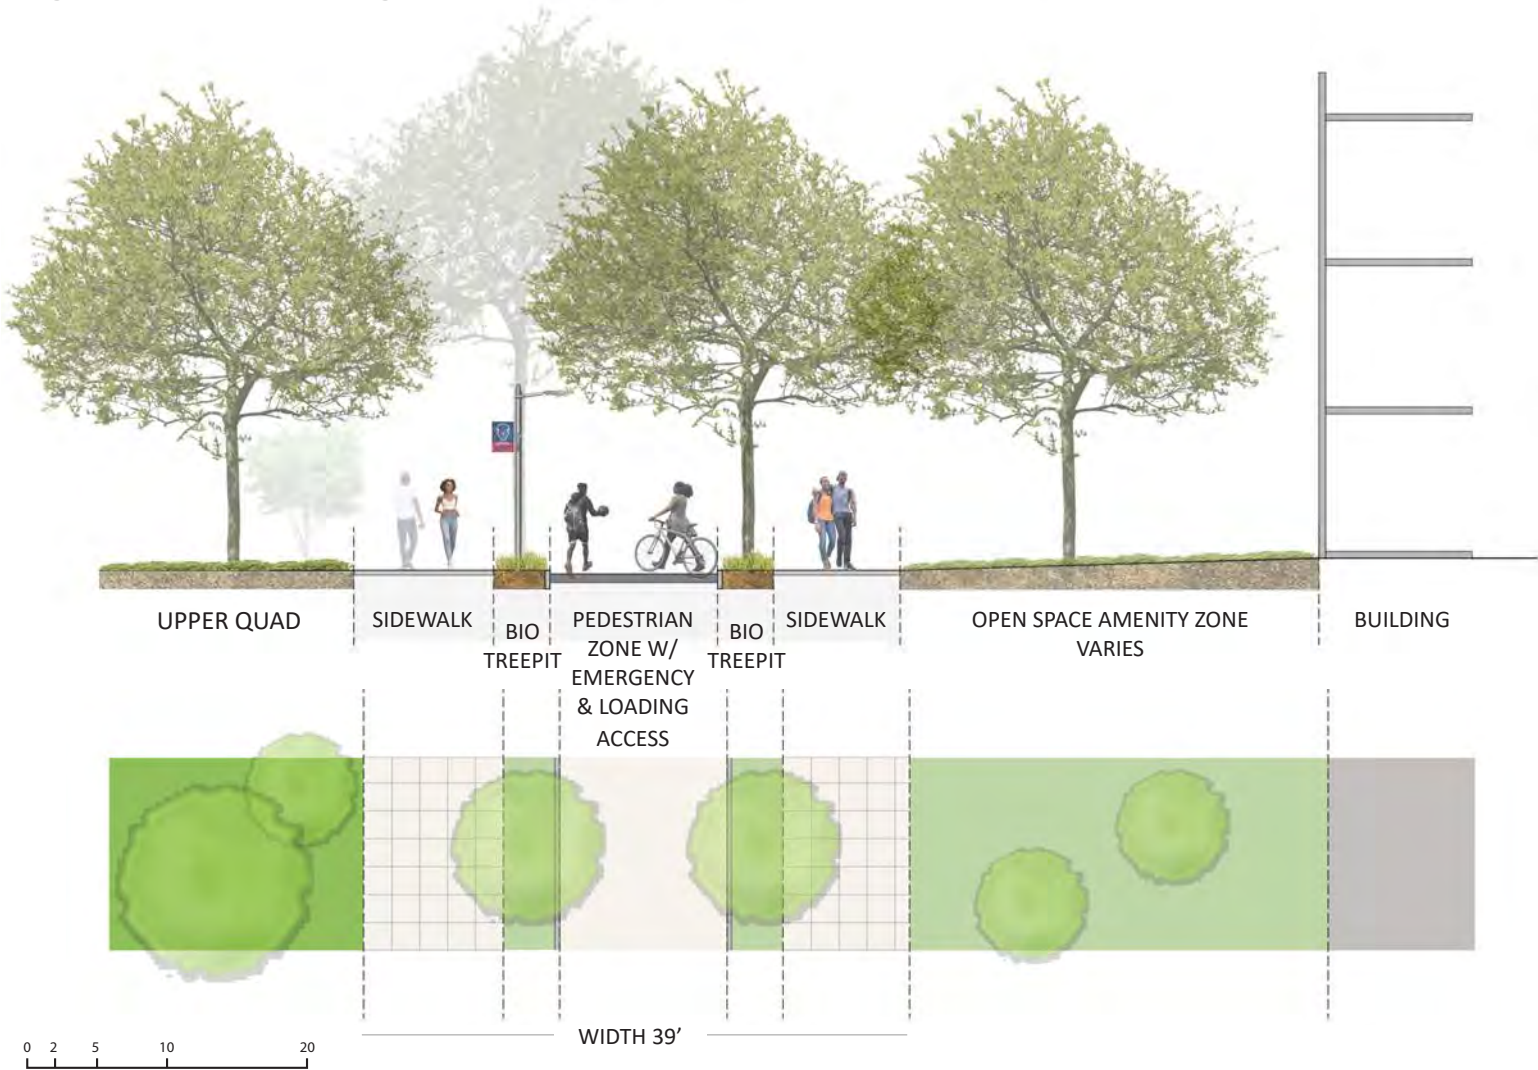 UPPER QUAD
SIDEWALK
BIO
TREEPIT
PEDESTRIAN
ZONE W/
EMERGENCY
& LOADING
ACCESS
BIO
TREEPIT
SIDEWALK
OPEN SPACE AMENITY ZONE
VARIES
BUILDING
WIDTH 39’
0 2 5 10 20